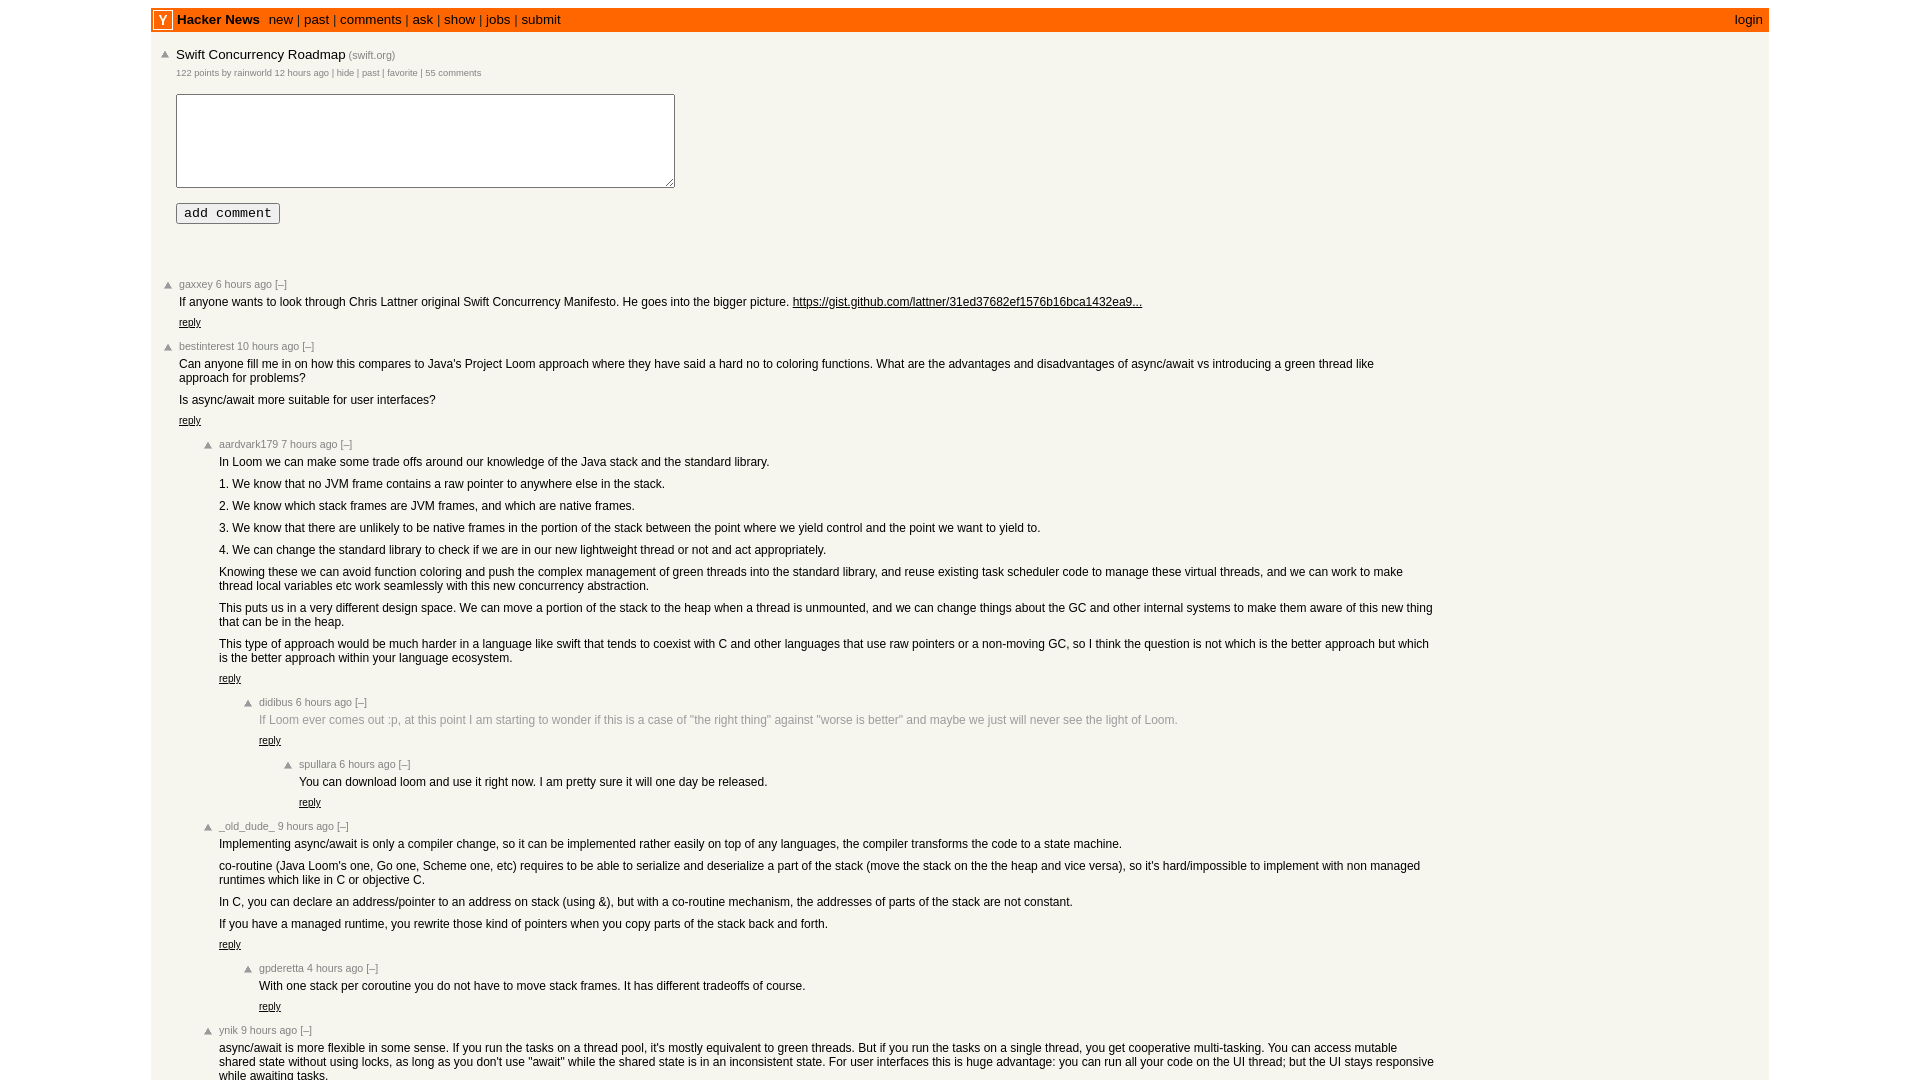 Y Hacker News new | past | comments | ask | show | jobs | submit login
Swift Concurrency Roadmap (swift.org)
122 points by rainworld 12 hours ago | hide | past | favorite | 55 comments
add comment
gaxxey 6 hours ago [–]
If anyone wants to look through Chris Lattner original Swift Concurrency Manifesto. He goes into the bigger picture. https://gist.github.com/lattner/31ed37682ef1576b16bca1432ea9...
reply
bestinterest 10 hours ago [–]
Can anyone fill me in on how this compares to Java's Project Loom approach where they have said a hard no to coloring functions. What are the advantages and disadvantages of async/await vs introducing a green thread like
approach for problems?
Is async/await more suitable for user interfaces?
reply
aardvark179 7 hours ago [–]
In Loom we can make some trade offs around our knowledge of the Java stack and the standard library.
1. We know that no JVM frame contains a raw pointer to anywhere else in the stack.
2. We know which stack frames are JVM frames, and which are native frames.
3. We know that there are unlikely to be native frames in the portion of the stack between the point where we yield control and the point we want to yield to.
4. We can change the standard library to check if we are in our new lightweight thread or not and act appropriately.
Knowing these we can avoid function coloring and push the complex management of green threads into the standard library, and reuse existing task scheduler code to manage these virtual threads, and we can work to make
thread local variables etc work seamlessly with this new concurrency abstraction.
This puts us in a very different design space. We can move a portion of the stack to the heap when a thread is unmounted, and we can change things about the GC and other internal systems to make them aware of this new thing
that can be in the heap.
This type of approach would be much harder in a language like swift that tends to coexist with C and other languages that use raw pointers or a non-moving GC, so I think the question is not which is the better approach but which
is the better approach within your language ecosystem.
reply
didibus 6 hours ago [–]
If Loom ever comes out :p, at this point I am starting to wonder if this is a case of "the right thing" against "worse is better" and maybe we just will never see the light of Loom.
reply
spullara 6 hours ago [–]
You can download loom and use it right now. I am pretty sure it will one day be released.
reply
_old_dude_ 9 hours ago [–]
Implementing async/await is only a compiler change, so it can be implemented rather easily on top of any languages, the compiler transforms the code to a state machine.
co-routine (Java Loom's one, Go one, Scheme one, etc) requires to be able to serialize and deserialize a part of the stack (move the stack on the the heap and vice versa), so it's hard/impossible to implement with non managed
runtimes which like in C or objective C.
In C, you can declare an address/pointer to an address on stack (using &), but with a co-routine mechanism, the addresses of parts of the stack are not constant.
If you have a managed runtime, you rewrite those kind of pointers when you copy parts of the stack back and forth.
reply
gpderetta 4 hours ago [–]
With one stack per coroutine you do not have to move stack frames. It has different tradeoffs of course.
reply
ynik 9 hours ago [–]
async/await is more flexible in some sense. If you run the tasks on a thread pool, it's mostly equivalent to green threads. But if you run the tasks on a single thread, you get cooperative multi-tasking. You can access mutable
shared state without using locks, as long as you don't use "await" while the shared state is in an inconsistent state. For user interfaces this is huge advantage: you can run all your code on the UI thread; but the UI stays responsive
while awaiting tasks.